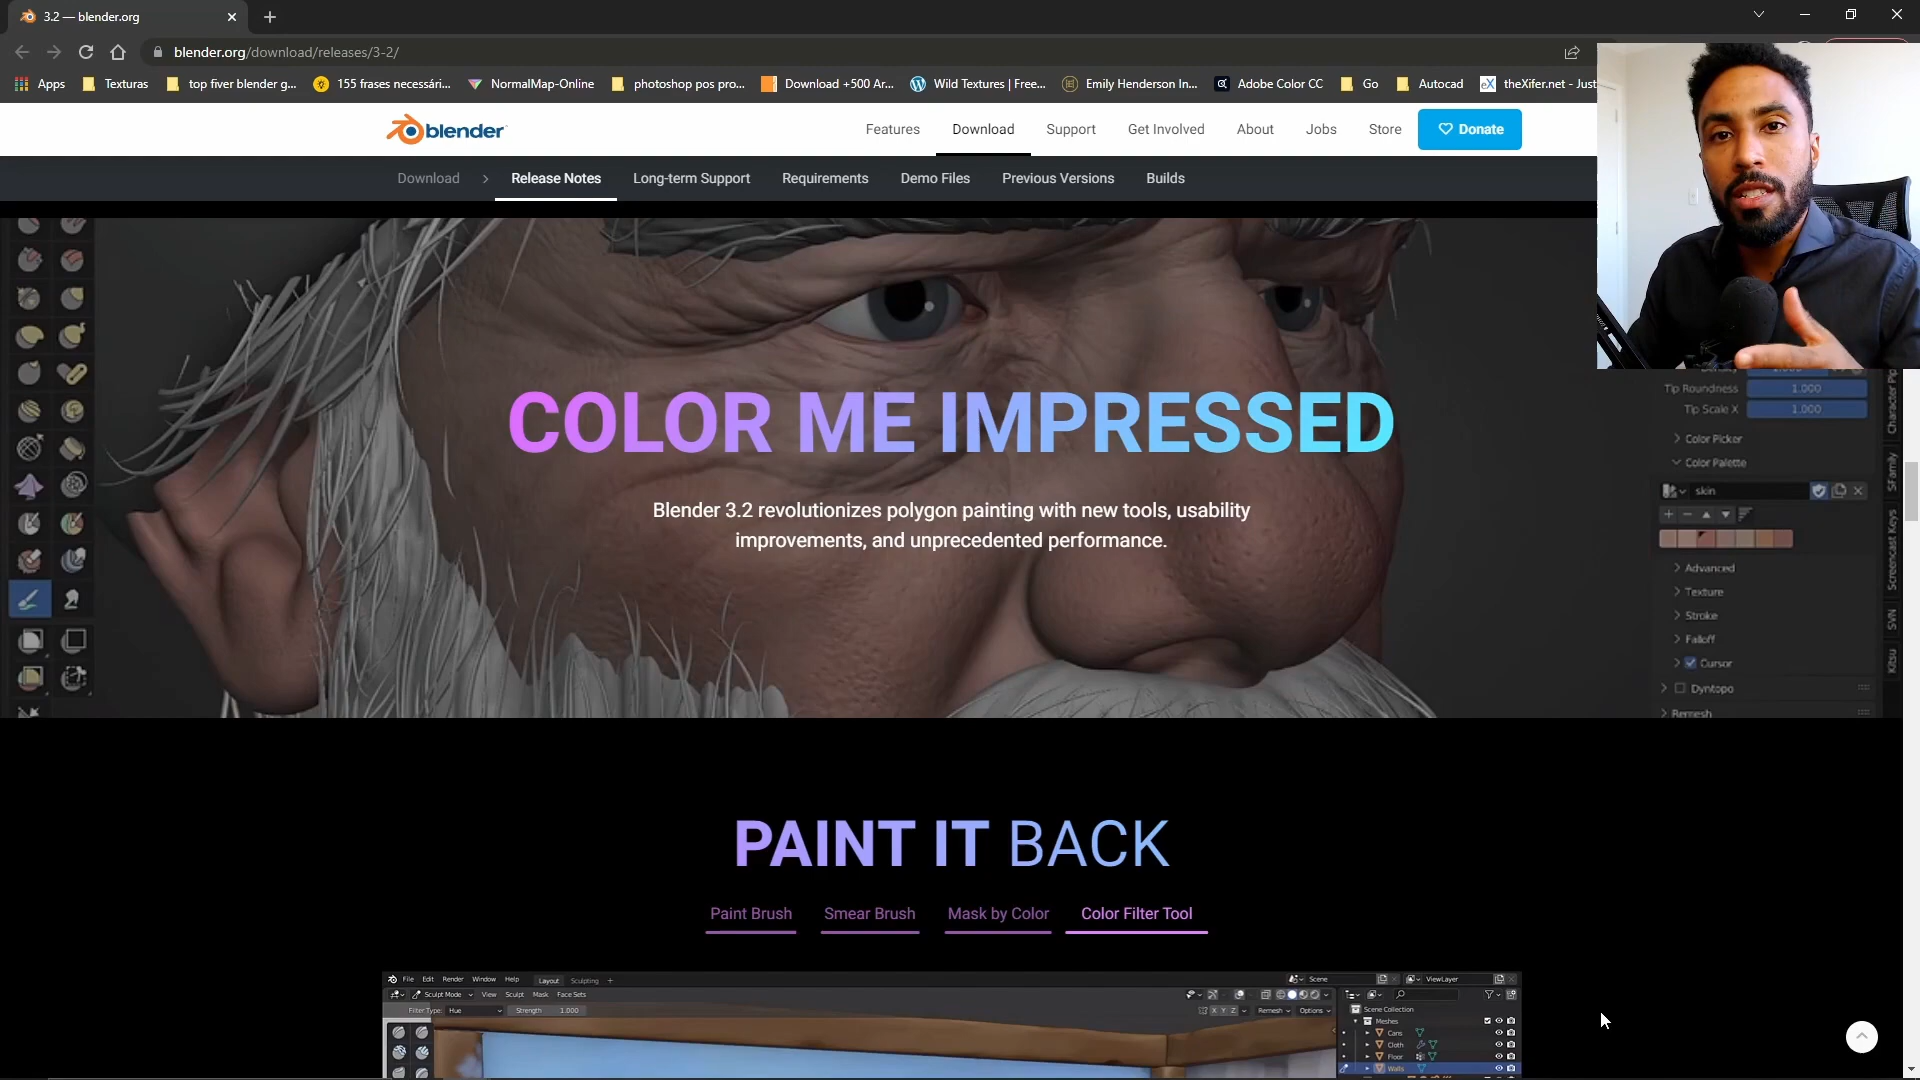 3.2 — blender.org
blender.org/download/releases/3-2/
Apps
Texturas
top fiver blender g...
155 frases necessári...
NormalMap-Online
photoshop pos pro...
Download +500 Ar...
Wild Textures | Free...
Emily Henderson In...
Adobe Color CC
Go
Autocad
theXifer.net - Just
blender
Features
Download
Support
Get Involved
About
Jobs
Store
Donate
Download
Release Notes
Long-term Support
Requirements
Demo Files
Previous Versions
Builds
COLOR ME IMPRESSED
Blender 3.2 revolutionizes polygon painting with new tools, usability
improvements, and unprecedented performance.
Tip Roundness 1.000
Tip Scale X 1.000
Color Picker
Color Palette
skin
Advanced
Texture
Stroke
Falloff
Cursor
Dyntopo
Remesh
SFamily
Screencast Keys
SVN
Kitsu
PAINT IT BACK
Paint Brush
Smear Brush
Mask by Color
Color Filter Tool
File Edit Render Window Help Layout Sculpting + Scene ViewLayer
Sculpt Mode View Sculpt Mask Face Sets
Filter Type: Hue Strength 1.000 X Y Z Remesh Options
Scene Collection
Meshes
Cans
Cloth
Floor
Walls